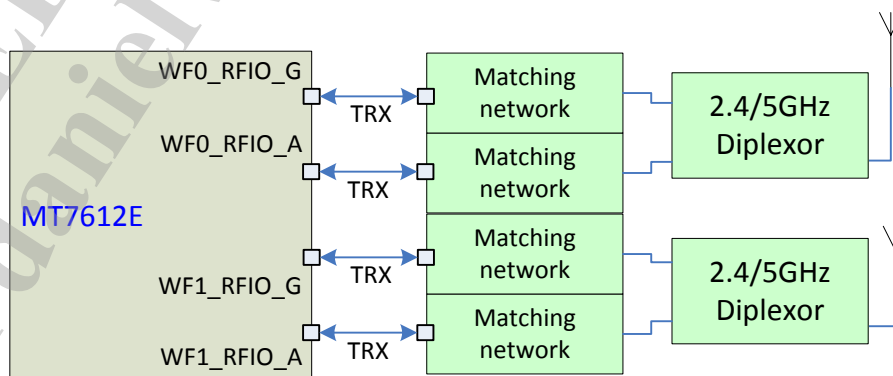 WF0_RFIO_G
TRX
Matching
network
2.4/5GHz
Diplexor
WF0_RFIO_A
TRX
Matching
network
MT7612E
WF1_RFIO_G
TRX
Matching
network
2.4/5GHz
Diplexor
WF1_RFIO_A
TRX
Matching
network
daniel